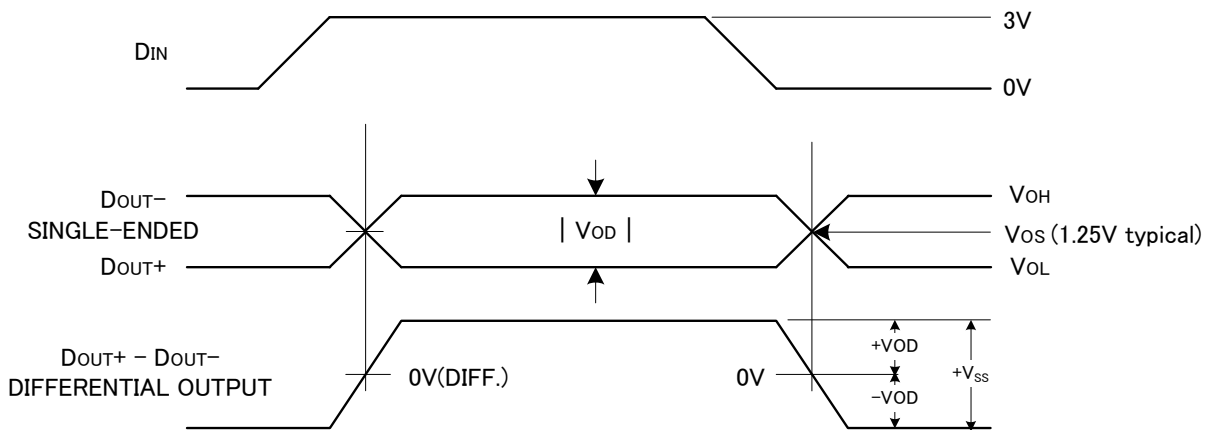 3V
DIN
0V
DOUT−
VOH
SINGLE−ENDED
| VOD |
VOS (1.25V typical)
DOUT+
VOL
DOUT+ − DOUT−
DIFFERENTIAL OUTPUT
0V(DIFF.)
0V
+VOD
−VOD
+VSS